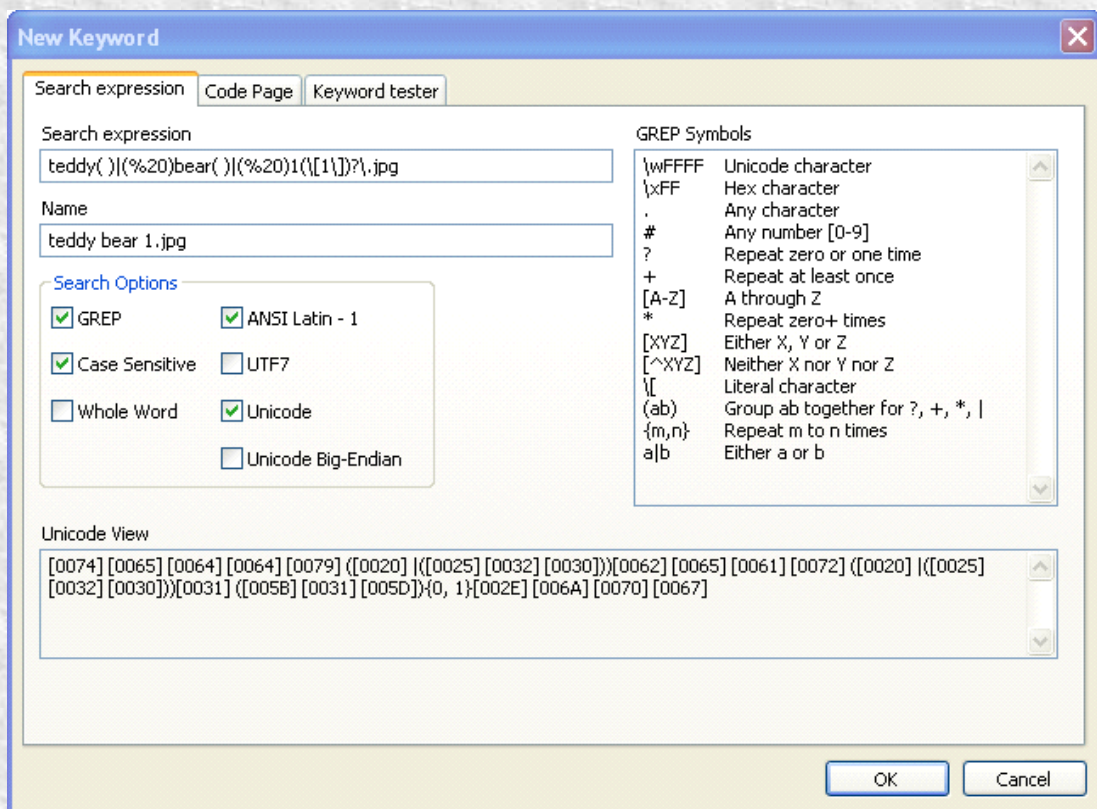 New Keyword
Search expression
Code Page
Keyword tester
Search expression
teddy( )|(%20)bear( )|(%20)1(\[1\])?\.jpg
Name
teddy bear 1.jpg
Search Options
GREP
ANSI Latin - 1
Case Sensitive
UTF7
Whole Word
Unicode
Unicode Big-Endian
GREP Symbols
\wFFFF Unicode character
\xFF Hex character
. Any character
# Any number [0-9]
? Repeat zero or one time
+ Repeat at least once
[A-Z] A through Z
* Repeat zero+ times
[XYZ] Either X, Y or Z
[^XYZ] Neither X nor Y nor Z
\[ Literal character
(ab) Group ab together for ?, +, *, |
{m,n} Repeat m to n times
a|b Either a or b
Unicode View
[0074] [0065] [0064] [0064] [0079] ([0020] |([0025] [0032] [0030]))[0062] [0065] [0061] [0072] ([0020] |([0025]
[0032] [0030]))[0031] ([005B] [0031] [005D]){0, 1}[002E] [006A] [0070] [0067]
OK
Cancel